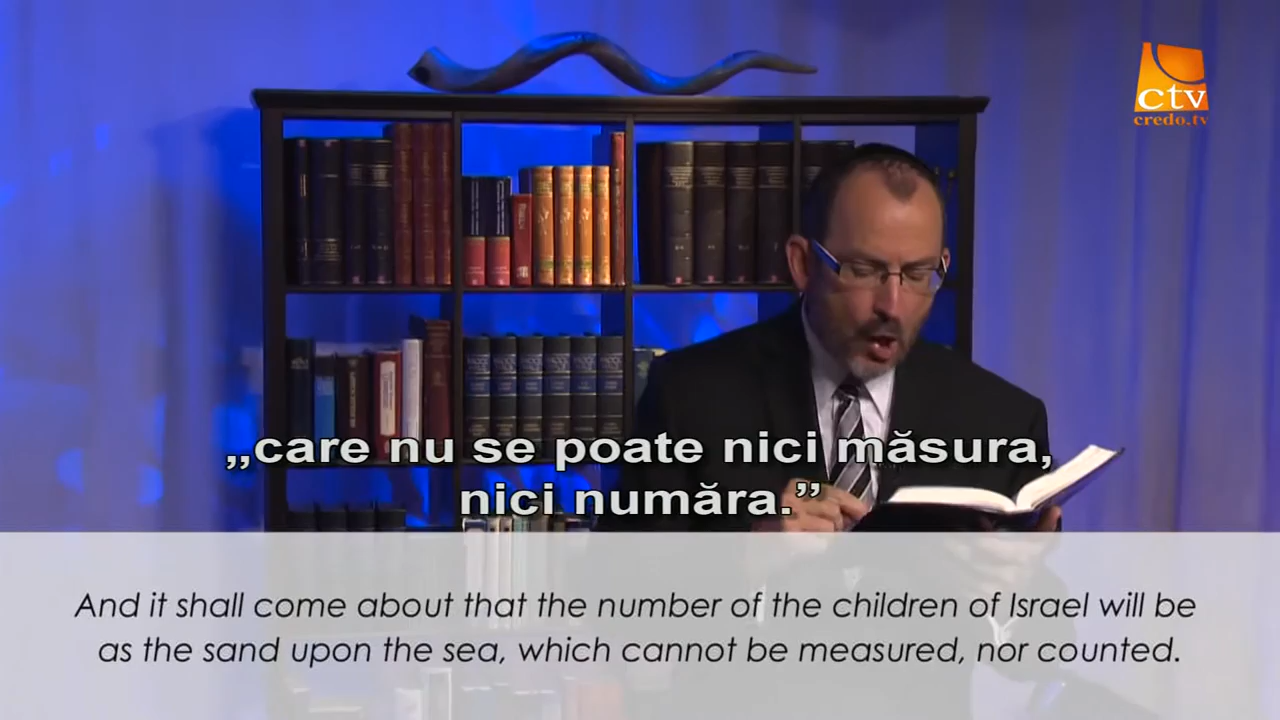 ctv
credo.tv
„care nu se poate nici măsura,
nici număra.”
And it shall come about that the number of the children of Israel will be
as the sand upon the sea, which cannot be measured, nor counted.